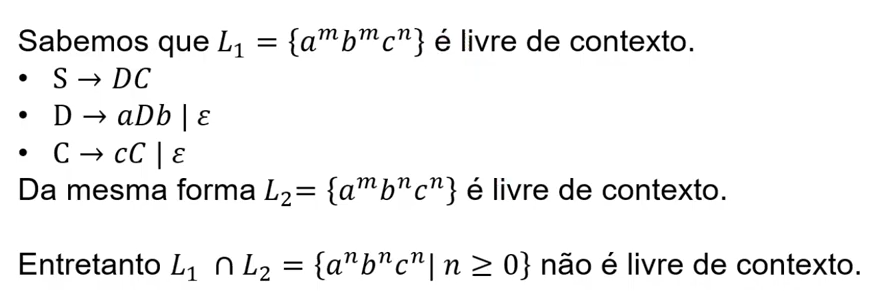 Sabemos que L₁ = {aᵐbᵐcⁿ} é livre de contexto.
• S → DC
• D → aDb | ε
• C → cC | ε
Da mesma forma L₂= {aᵐbⁿcⁿ} é livre de contexto.
Entretanto L₁ ∩ L₂ = {aⁿbⁿcⁿ| n ≥ 0} não é livre de contexto.